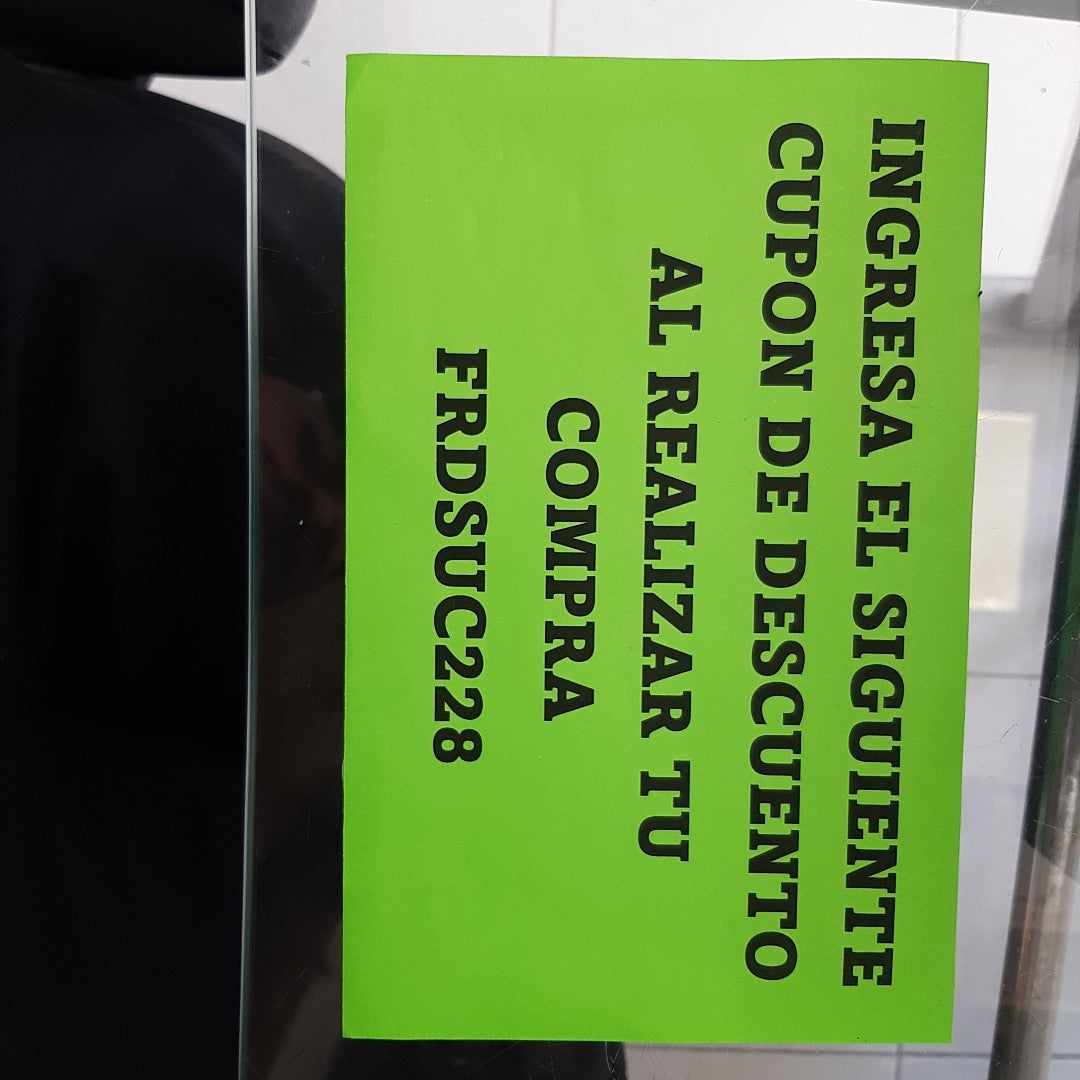 INGRESA EL SIGUIENTE
CUPON DE DESCUENTO
AL REALIZAR TU
COMPRA
FRDSUC228